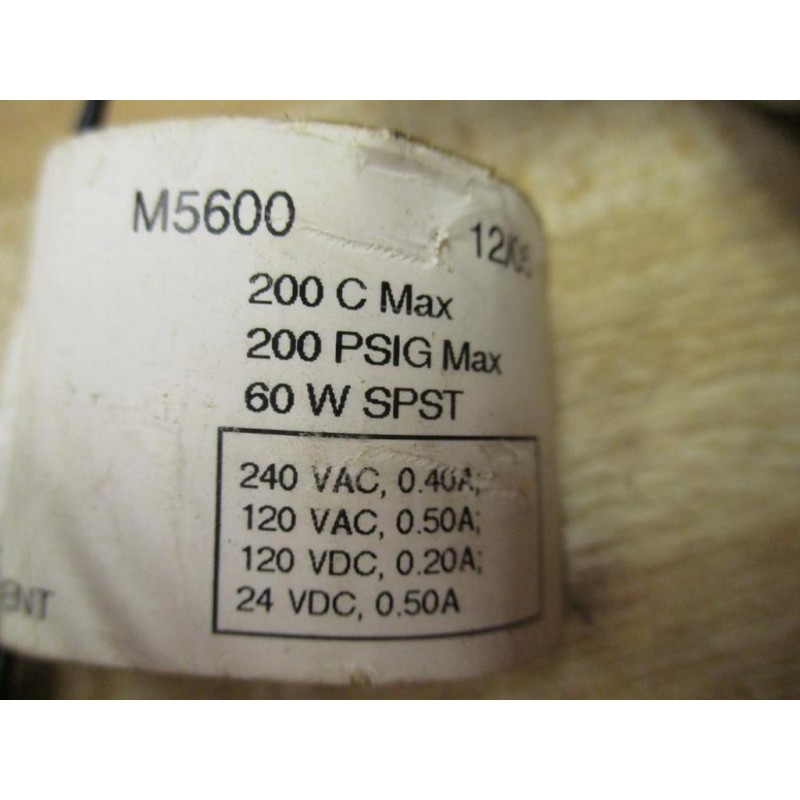 M5600
200 C Max
200 PSIG Max
60 W SPST
240 VAC, 0.40A;
120 VAC, 0.50A;
120 VDC, 0.20A;
24 VDC, 0.50A